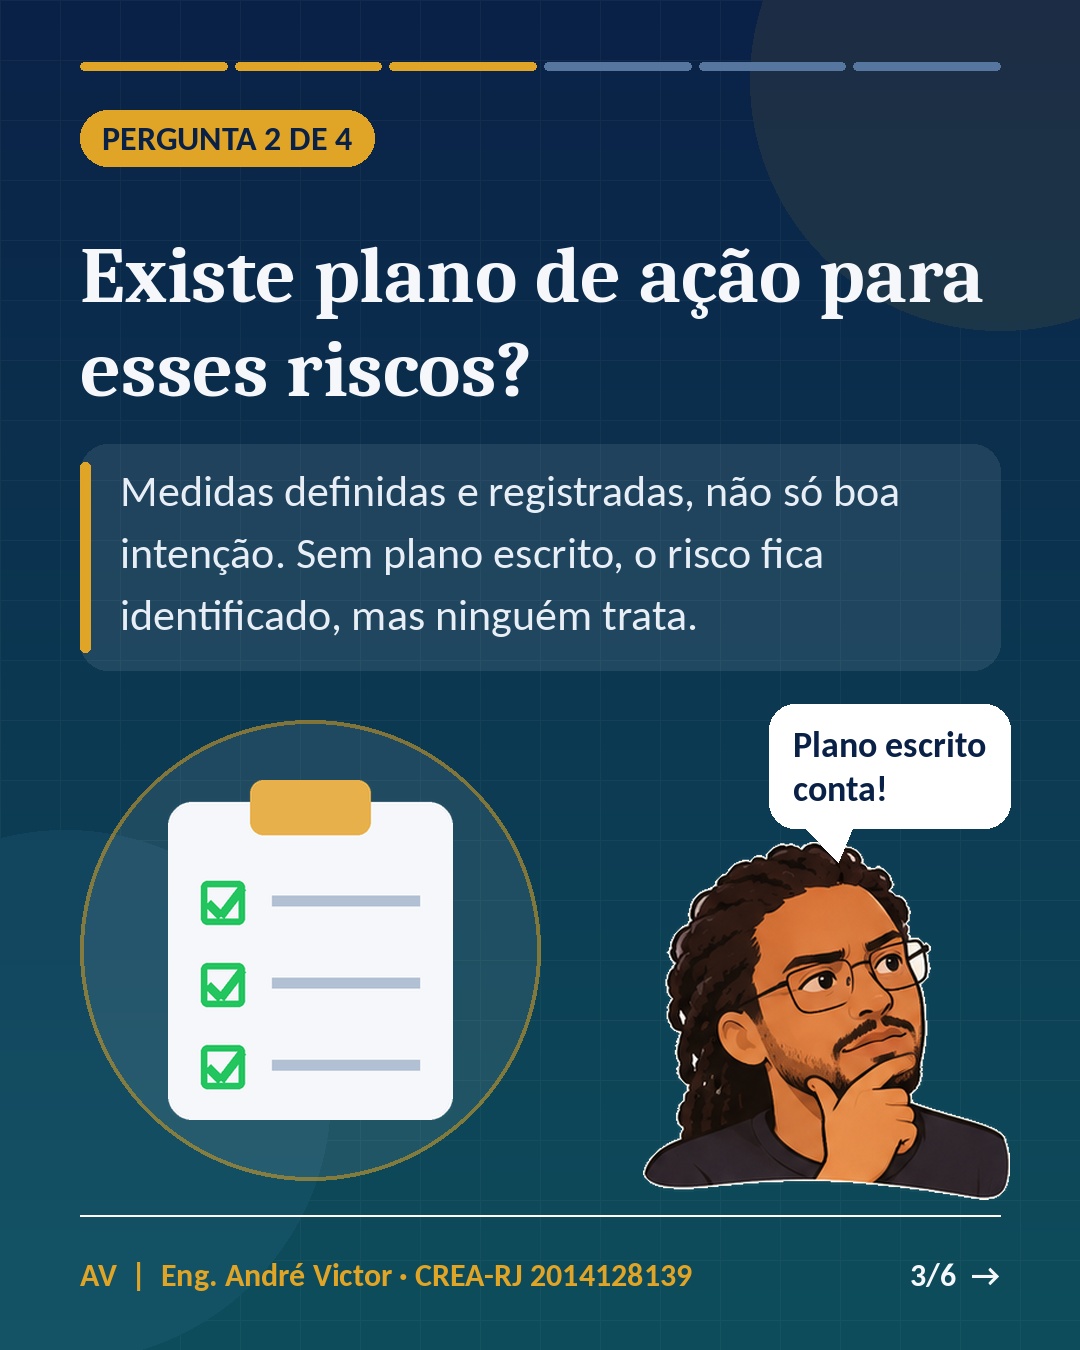 PERGUNTA 2 DE 4
Existe plano de ação para
esses riscos?
Medidas definidas e registradas, não só boa
intenção. Sem plano escrito, o risco fica
identificado, mas ninguém trata.
Plano escrito
conta!
AV | Eng. André Victor · CREA-RJ 2014128139
3/6 →